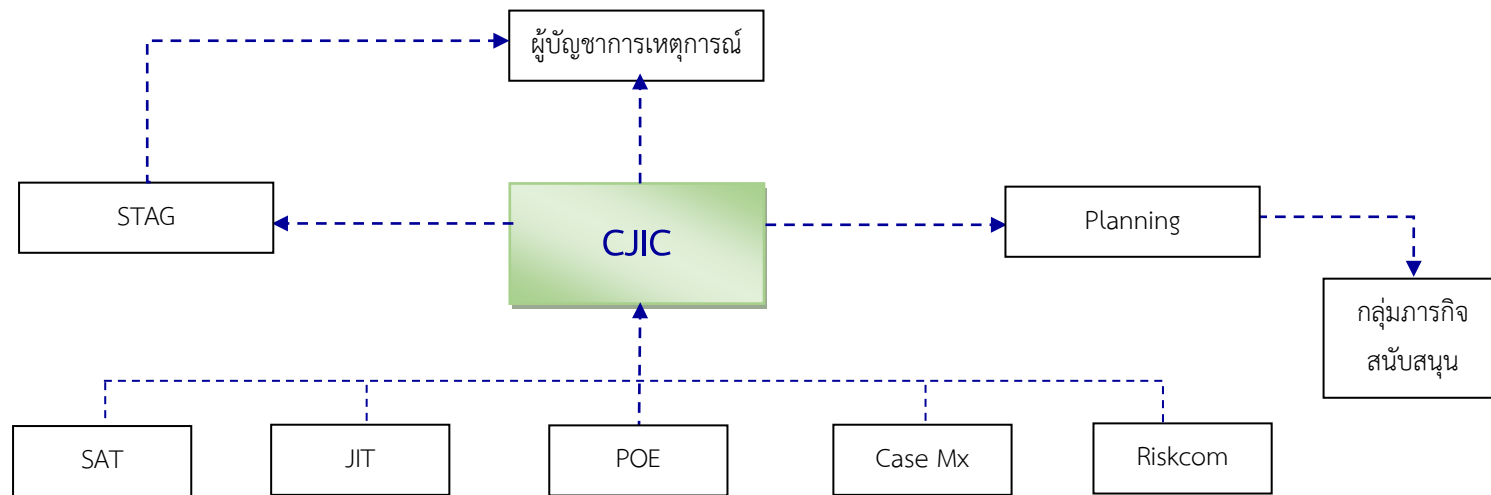 ผู้บัญชาการเหตุการณ์
STAG
CJIC
Planning
กลุ่มภารกิจ
สนับสนุน
SAT
JIT
POE
Case Mx
Riskcom